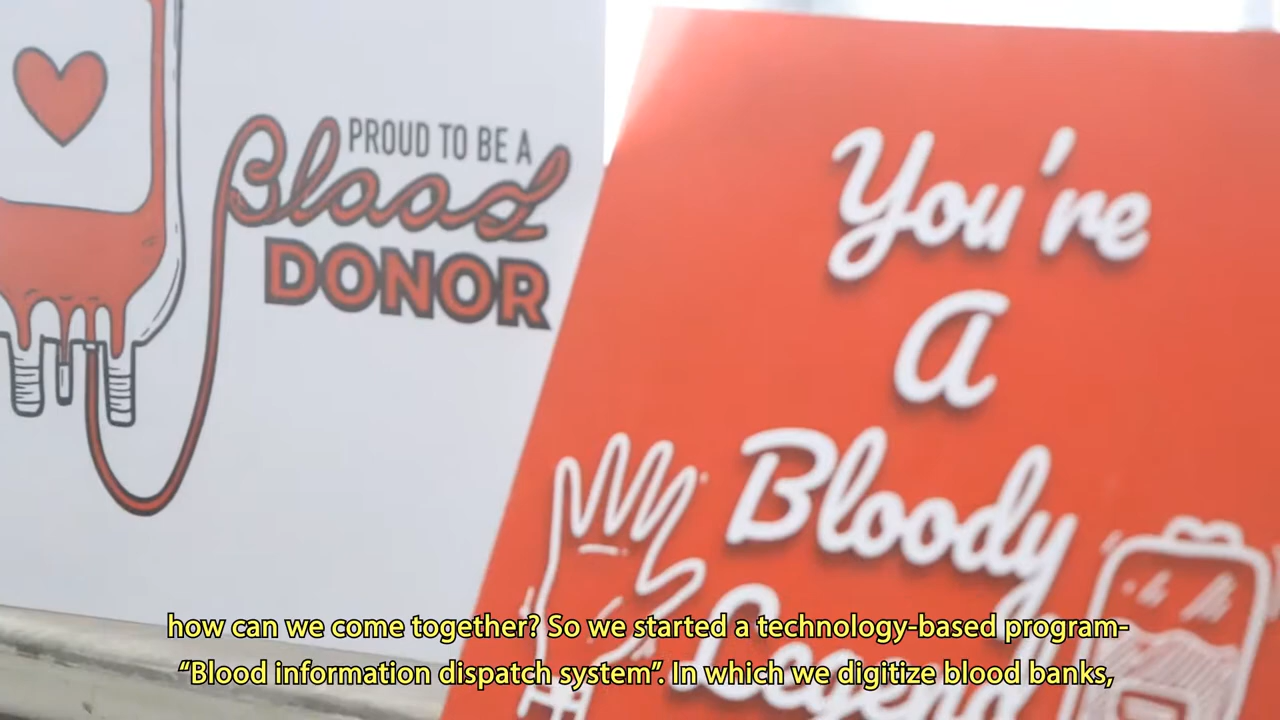 PROUD TO BE A
Blood
DONOR
You're
A
Bloody
Legend
how can we come together? So we started a technology-based program-
“Blood information dispatch system”. In which we digitize blood banks,